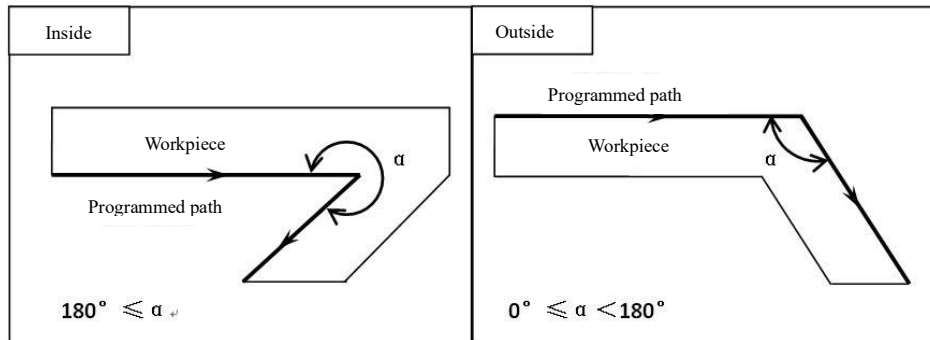 Inside
Workpiece
α
Programmed path
180° ≤ α ↵
Outside
Programmed path
Workpiece
α
0° ≤ α <180°